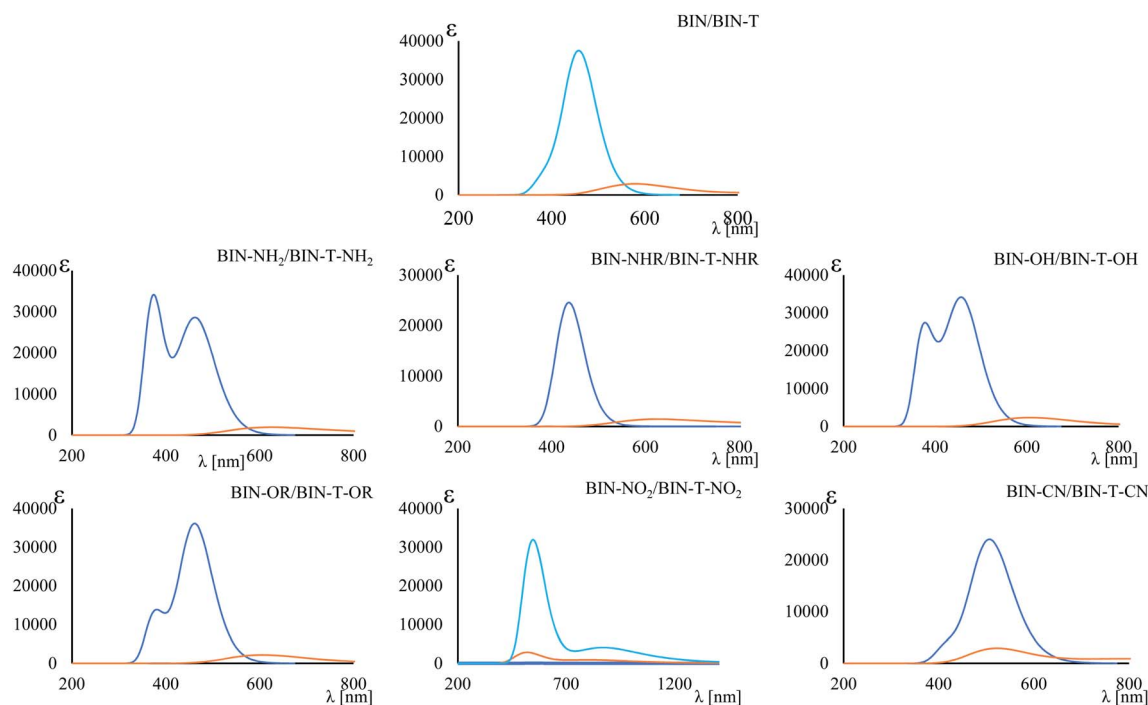 BIN/BIN-T
ε
40000
30000
20000
10000
0
200 400 600 800
λ [nm]
BIN-NH₂/BIN-T-NH₂
ε
40000
30000
20000
10000
0
200 400 600 800
λ [nm]
BIN-NHR/BIN-T-NHR
ε
30000
20000
10000
0
200 400 600 800
λ [nm]
BIN-OH/BIN-T-OH
ε
40000
30000
20000
10000
0
200 400 600 800
λ [nm]
BIN-OR/BIN-T-OR
ε
40000
30000
20000
10000
0
200 400 600 800
λ [nm]
BIN-NO₂/BIN-T-NO₂
ε
40000
30000
20000
10000
0
200 700 1200
λ [nm]
BIN-CN/BIN-T-CN
ε
30000
20000
10000
0
200 400 600 800
λ [nm]